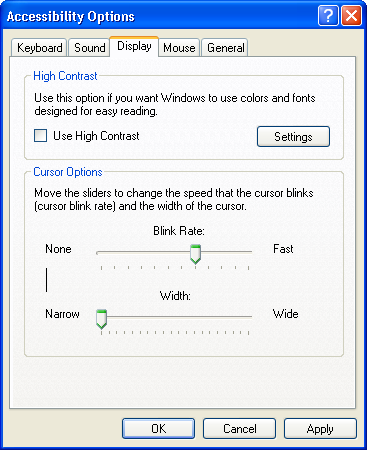 Accessibility Options
Keyboard Sound Display Mouse General
High Contrast
Use this option if you want Windows to use colors and fonts
designed for easy reading.
Use High Contrast Settings
Cursor Options
Move the sliders to change the speed that the cursor blinks
(cursor blink rate) and the width of the cursor.
Blink Rate:
None Fast
Width:
Narrow Wide
OK Cancel Apply